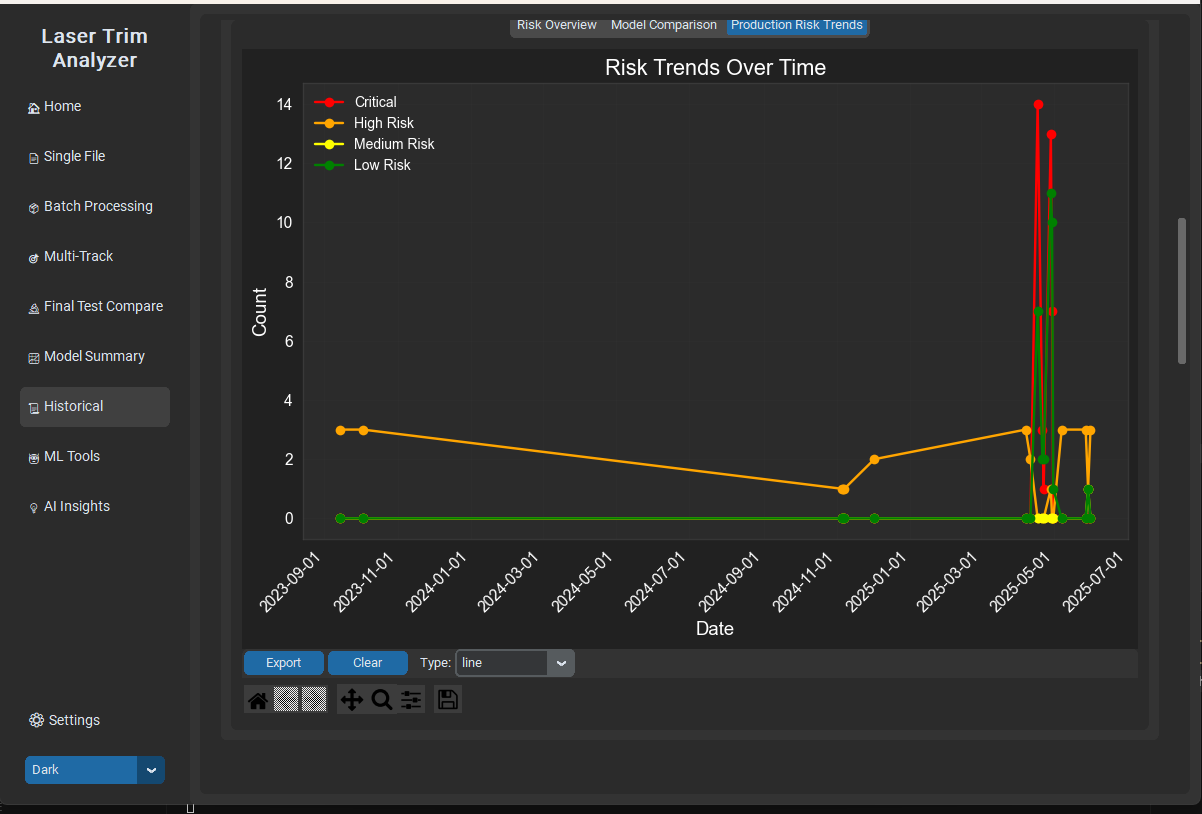 Laser Trim
Analyzer
Home
Single File
Batch Processing
Multi-Track
Final Test Compare
Model Summary
Historical
ML Tools
AI Insights
Settings
Dark
Risk Overview Model Comparison Production Risk Trends
Risk Trends Over Time
Critical
High Risk
Medium Risk
Low Risk
14
12
10
8
6
4
2
0
Count
2023-09-01
2023-11-01
2024-01-01
2024-03-01
2024-05-01
2024-07-01
2024-09-01
2024-11-01
2025-01-01
2025-03-01
2025-05-01
2025-07-01
Date
Export Clear Type: line